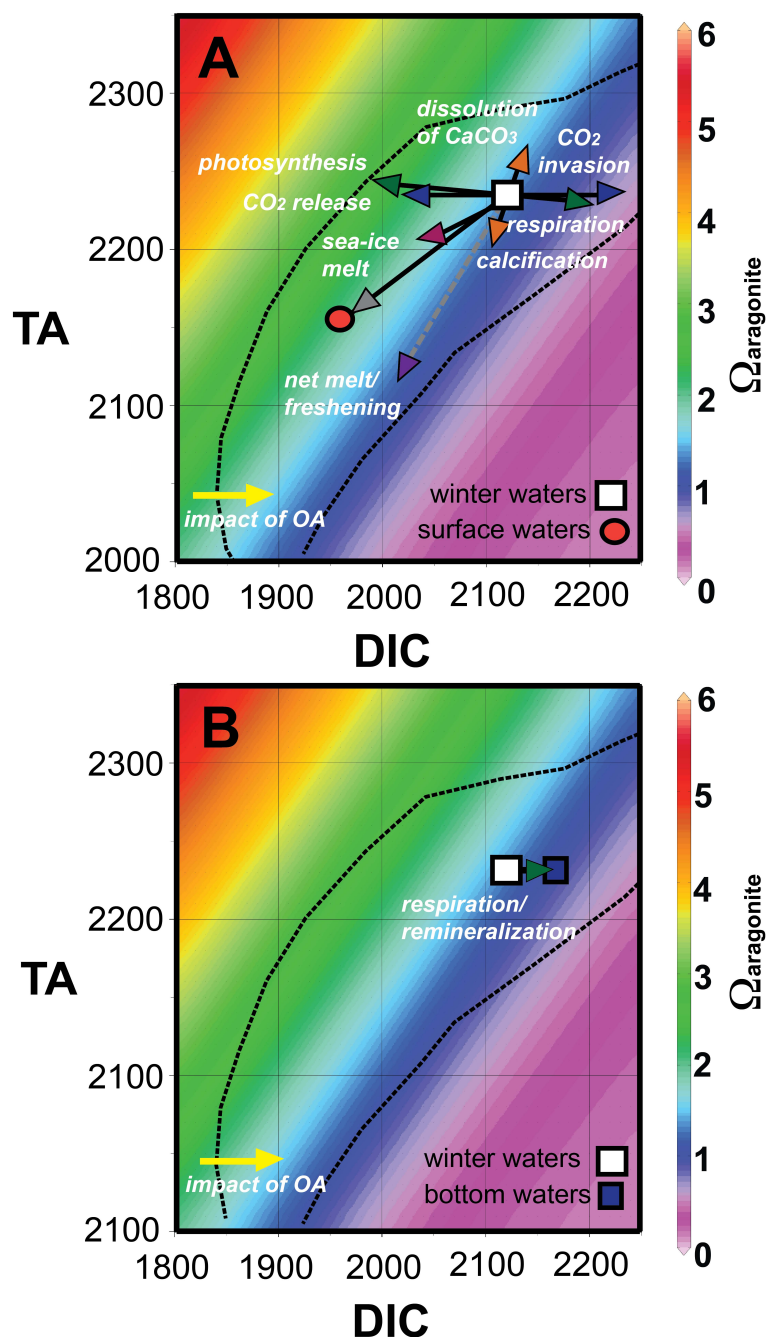 A
2300
2200
2100
2000
TA
1800
1900
2000
2100
2200
DIC
dissolution
of CaCO3
CO2
invasion
photosynthesis
CO2 release
respiration
sea-ice
melt
calcification
net melt/
freshening
impact of OA
winter waters
surface waters
6
5
4
3
2
1
0
Ωaragonite
B
2300
2200
2100
2100
TA
1800
1900
2000
2100
2200
DIC
respiration/
remineralization
impact of OA
winter waters
bottom waters
6
5
4
3
2
1
0
Ωaragonite